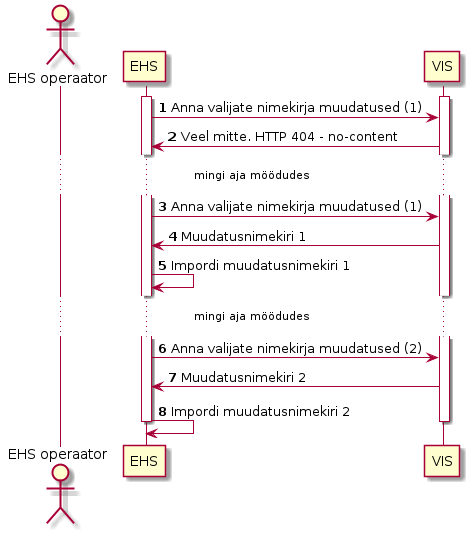 EHS operaator
EHS
VIS
1 Anna valijate nimekirja muudatused (1)
2 Veel mitte. HTTP 404 - no-content
mingi aja möödudes
3 Anna valijate nimekirja muudatused (1)
4 Muudatusnimekiri 1
5 Impordi muudatusnimekiri 1
mingi aja möödudes
6 Anna valijate nimekirja muudatused (2)
7 Muudatusnimekiri 2
8 Impordi muudatusnimekiri 2
EHS operaator
EHS
VIS